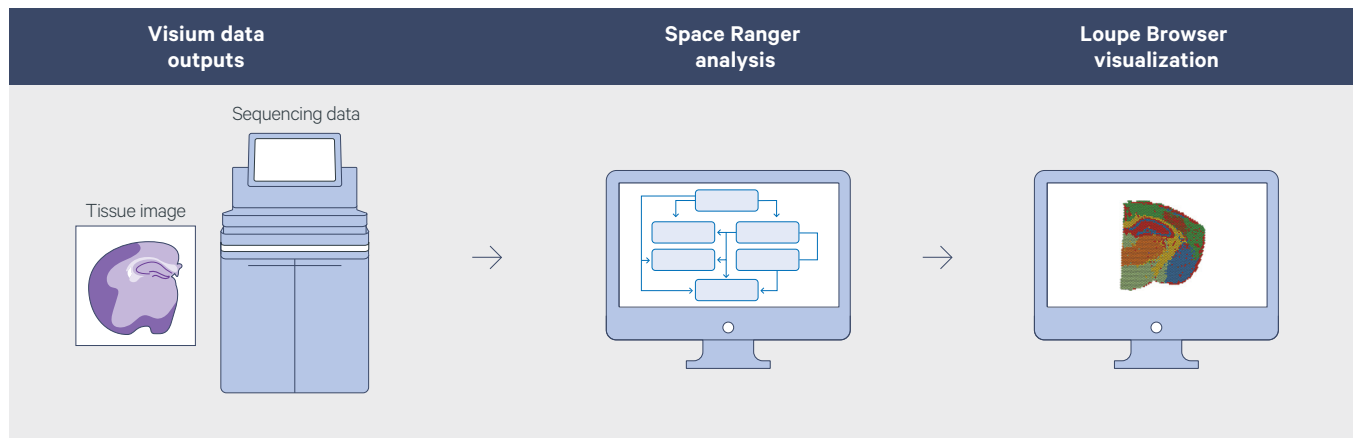 Visium data
outputs
Space Ranger
analysis
Loupe Browser
visualization
Sequencing data
Tissue image